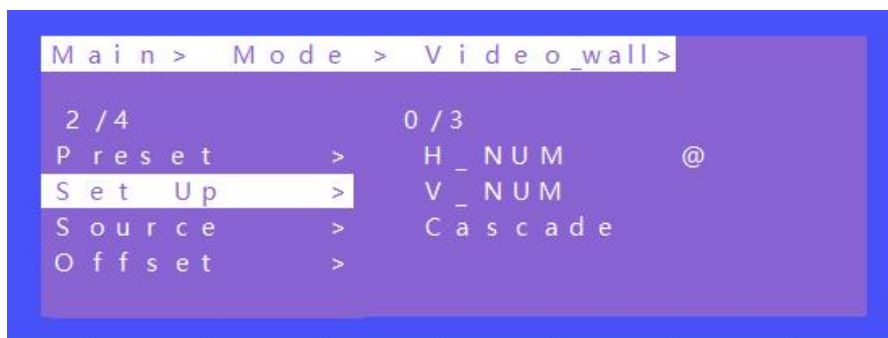 Main> Mode > Video_wall>
2/4 0/3
Preset > H_NUM @
Set Up > V_NUM
Source > Cascade
Offset >